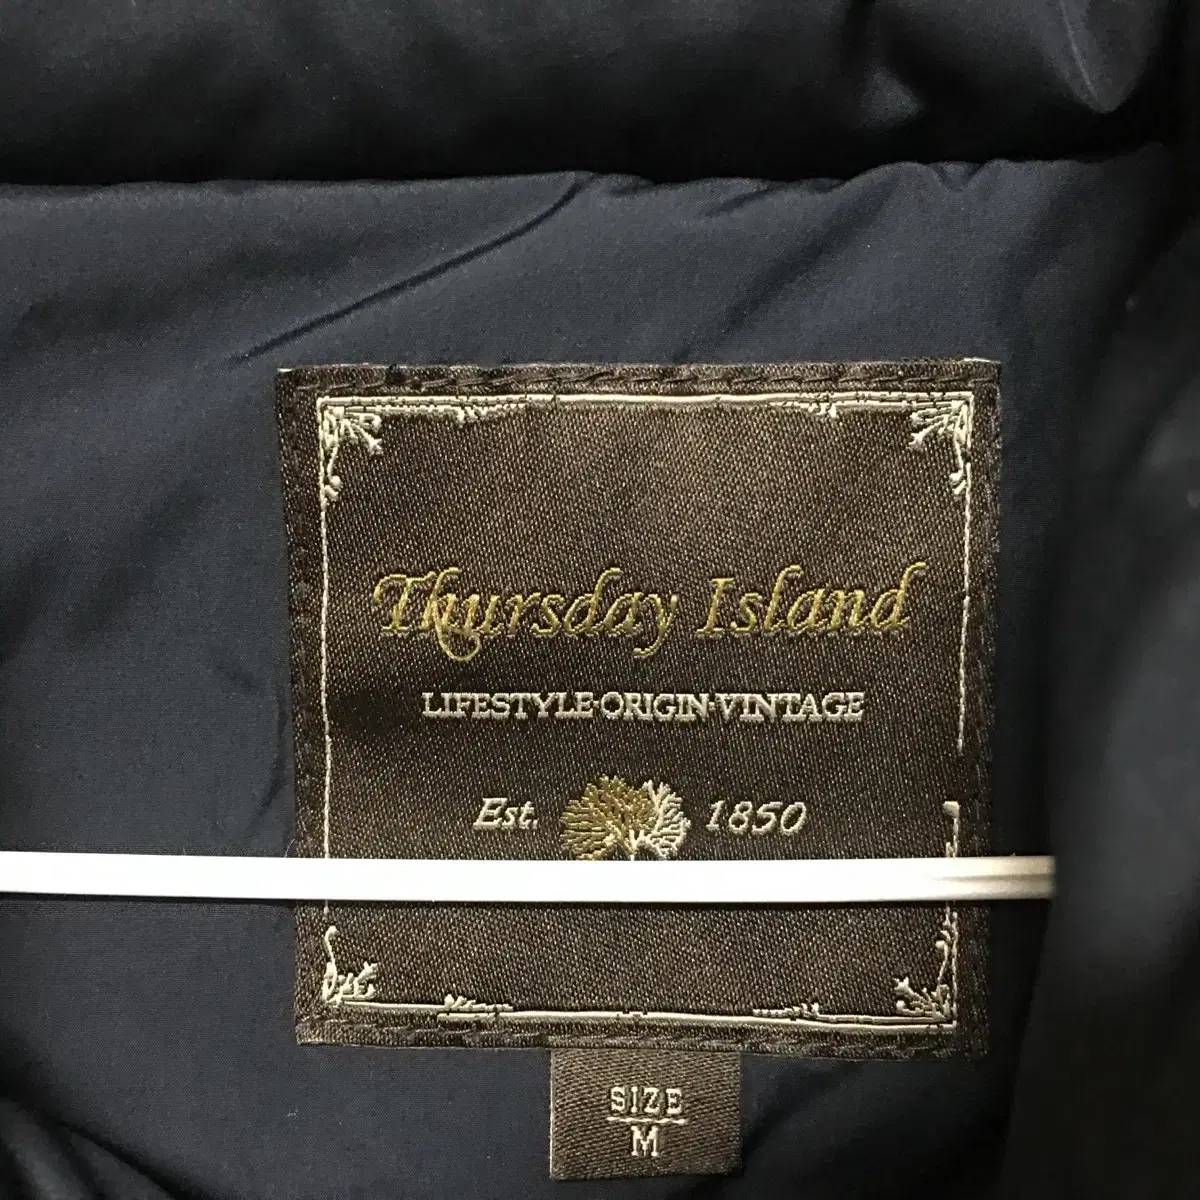 Thursday Island
LIFESTYLE·ORIGIN·VINTAGE
Est. 1850
SIZE
M